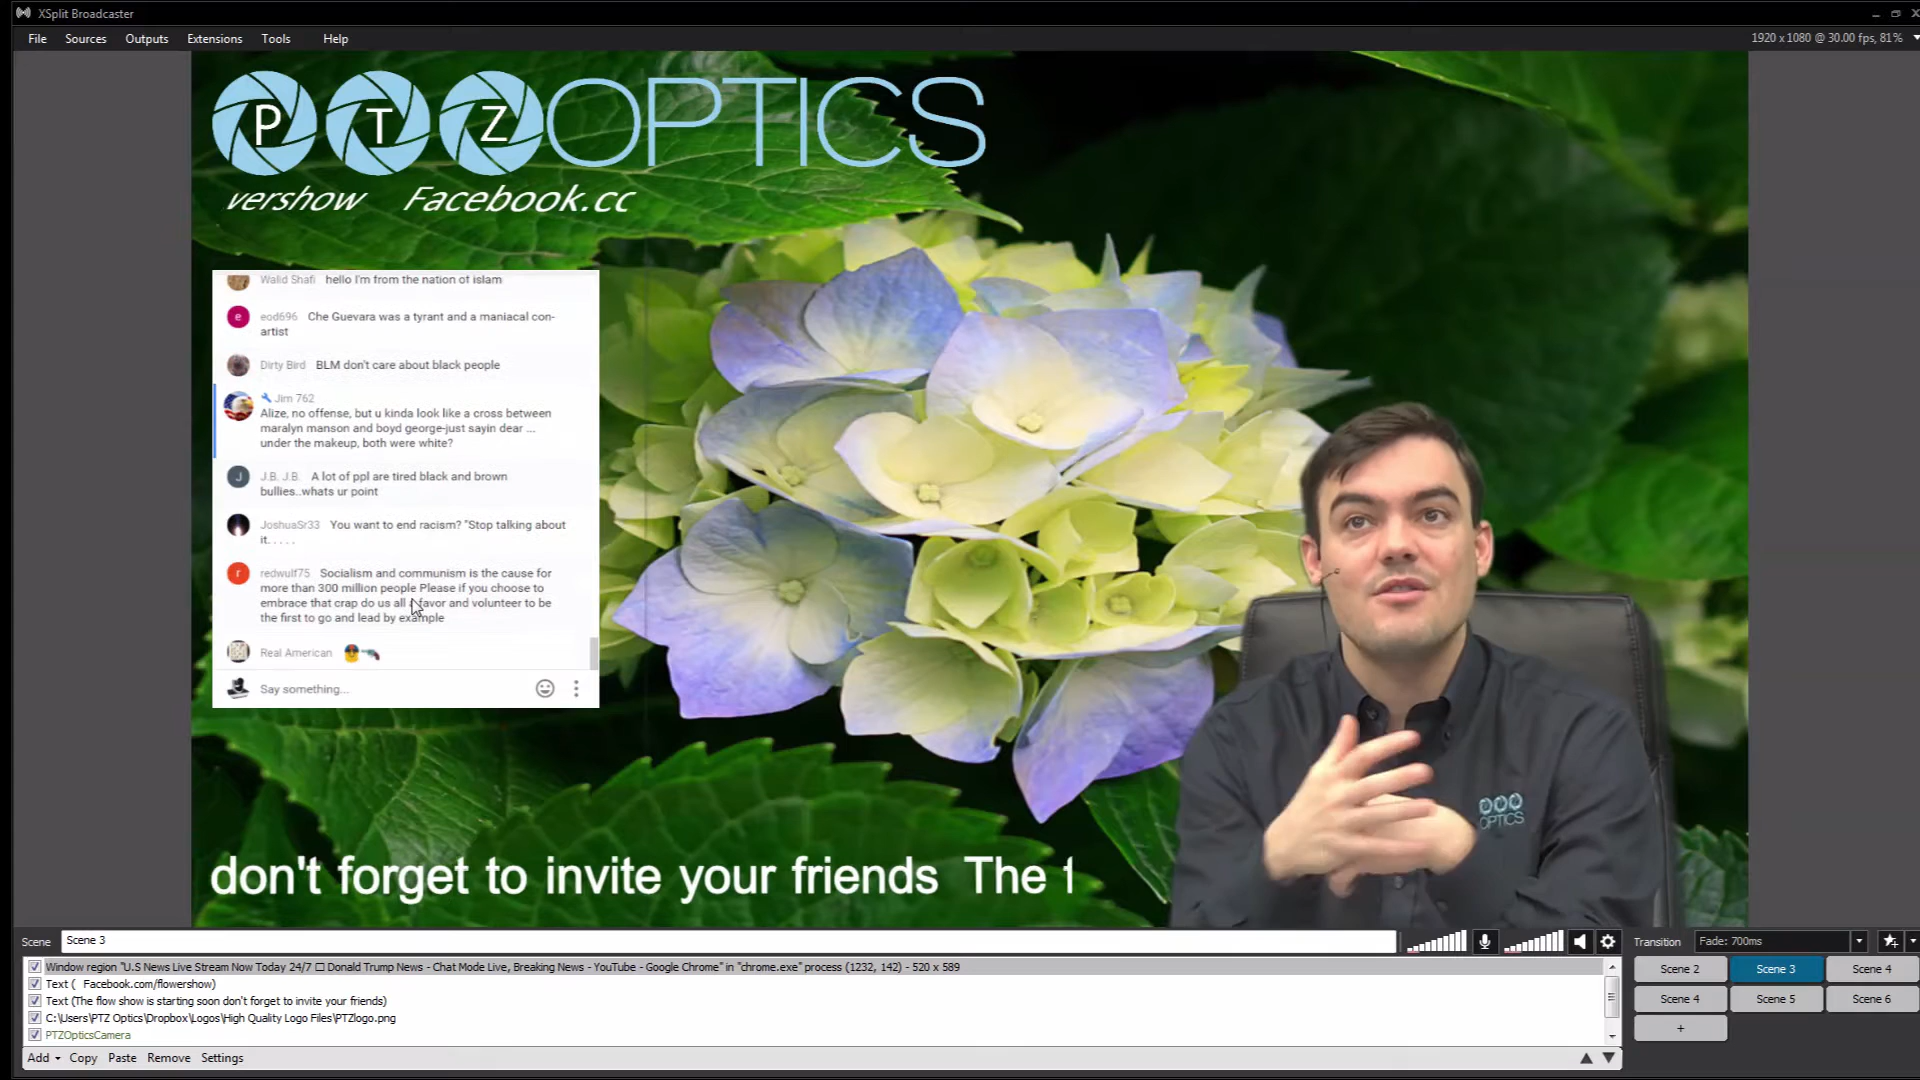 XSplit Broadcaster
File Sources Outputs Extensions Tools Help
1920 x 1080 @ 30.00 fps, 81%
PTZOPTICS
vershow Facebook.cc
Walid Shafi hello I'm from the nation of islam
eod696 Che Guevara was a tyrant and a maniacal con-
artist
Dirty Bird BLM don't care about black people
Jim 762
Alize, no offense, but u kinda look like a cross between
maralyn manson and boyd george-just sayin dear ...
under the makeup, both were white?
J J.B. J.B. A lot of ppl are tired black and brown
bullies..whats ur point
JoshuaSr33 You want to end racism? "Stop talking about
it. . . . .
r redwulf75 Socialism and communism is the cause for
more than 300 million people Please if you choose to
embrace that crap do us all a favor and volunteer to be
the first to go and lead by example
Real American
Say something...
OPTICS
don't forget to invite your friends The f
Scene Scene 3
Transition Fade: 700ms
Window region "U.S News Live Stream Now Today 24/7 □ Donald Trump News - Chat Mode Live, Breaking News - YouTube - Google Chrome" in "chrome.exe" process (1232, 142) - 520 x 589
Text ( Facebook.com/flowershow)
Text (The flow show is starting soon don't forget to invite your friends)
C:\Users\PTZ Optics\Dropbox\Logos\High Quality Logo Files\PTZlogo.png
PTZOpticsCamera
Scene 2 Scene 3 Scene 4
Scene 4 Scene 5 Scene 6
+
Add Copy Paste Remove Settings